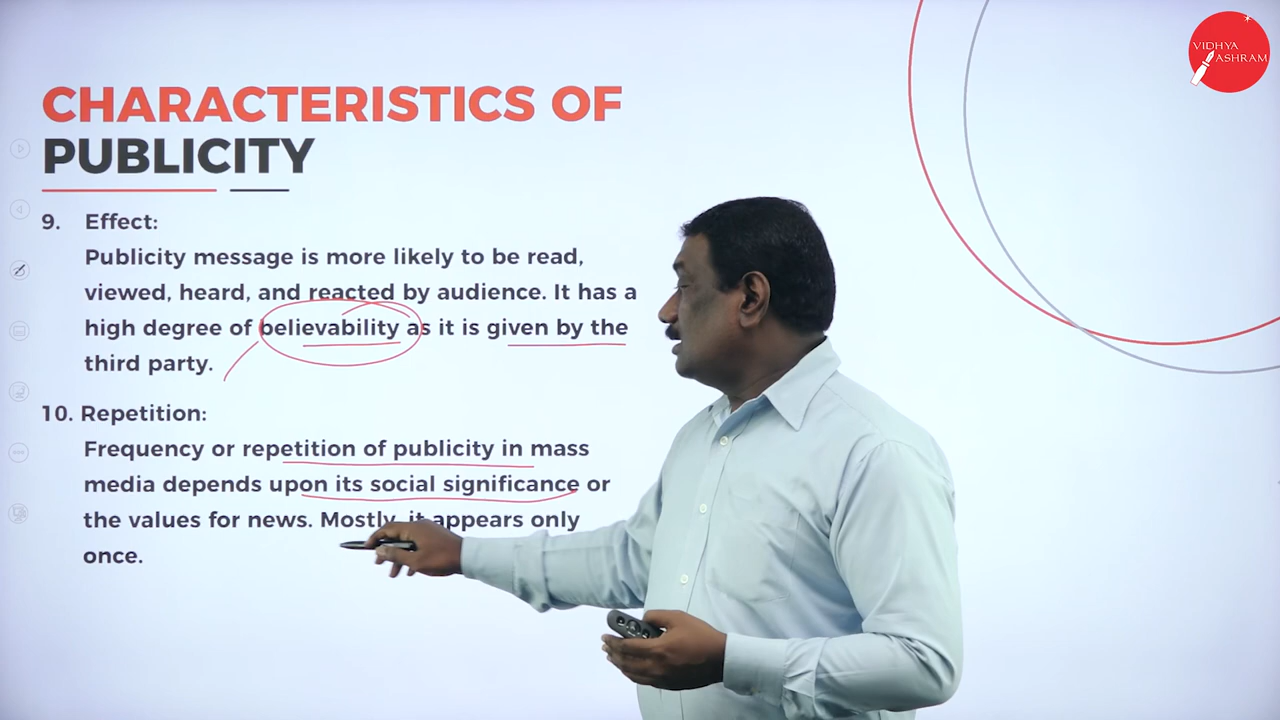 VIDHYA
ASHRAM
CHARACTERISTICS OF
PUBLICITY
9. Effect:
Publicity message is more likely to be read,
viewed, heard, and reacted by audience. It has a
high degree of believability as it is given by the
third party.
10. Repetition:
Frequency or repetition of publicity in mass
media depends upon its social significance or
the values for news. Mostly, it appears only
once.